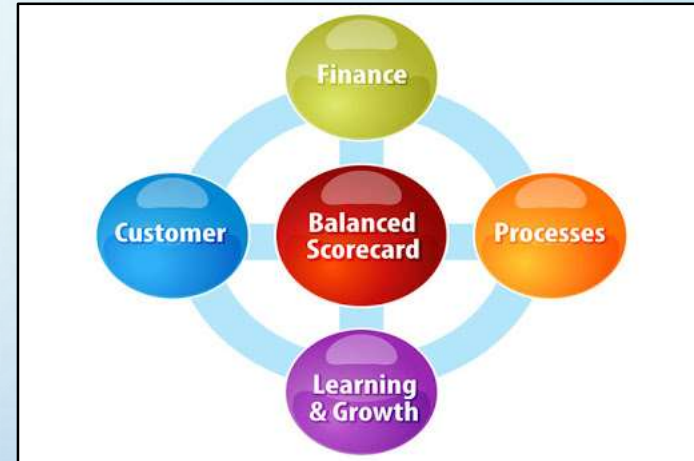 Finance
Customer
Balanced
Scorecard
Processes
Learning
& Growth